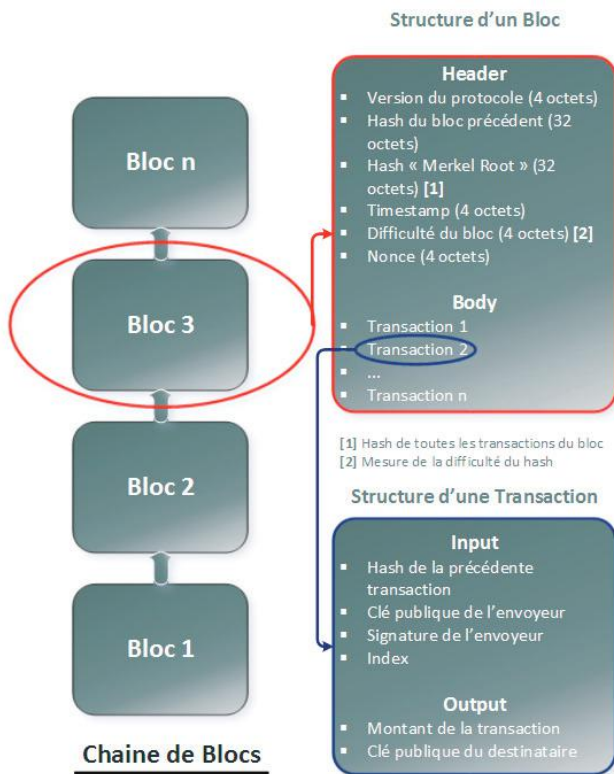 Structure d'un Bloc
Header
▪ Version du protocole (4 octets)
▪ Hash du bloc précédent (32
octets)
▪ Hash « Merkel Root » (32
octets) [1]
▪ Timestamp (4 octets)
▪ Difficulté du bloc (4 octets) [2]
▪ Nonce (4 octets)
Body
▪ Transaction 1
▪ Transaction 2
▪ ...
▪ Transaction n
[1] Hash de toutes les transactions du bloc
[2] Mesure de la difficulté du hash
Structure d'une Transaction
Input
▪ Hash de la précédente
transaction
▪ Clé publique de l'envoyeur
▪ Signature de l'envoyeur
▪ Index
Output
▪ Montant de la transaction
▪ Clé publique du destinataire
Bloc n
Bloc 3
Bloc 2
Bloc 1
Chaine de Blocs